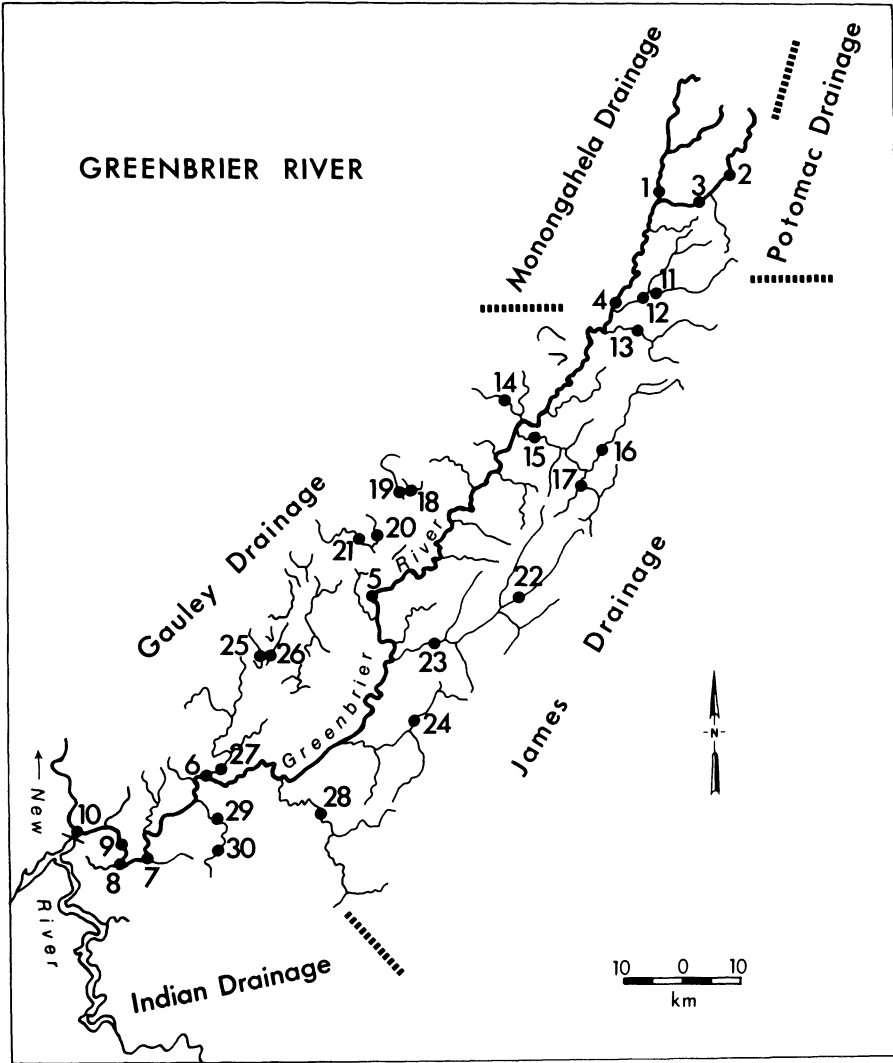 GREENBRIER RIVER
Monongahela Drainage
Potomac Drainage
1
3
2
4
11
12
13
14
15
16
17
19
18
21
20
River
5
22
Gauley Drainage
25
26
23
Greenbrier
James Drainage
24
N
6
27
28
← New River
10
9
8
7
29
30
Indian Drainage
10 0 10
km